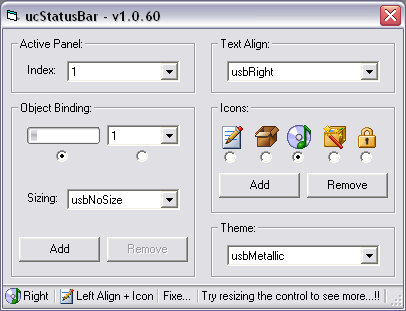 ucStatusBar - v1.0.60
Active Panel:
Index: 1
Text Align:
usbRight
Object Binding:
1
Sizing: usbNoSize
Add Remove
Icons:
Add Remove
Theme:
usbMetallic
Right Left Align + Icon Fixe... Try resizing the control to see more...!!